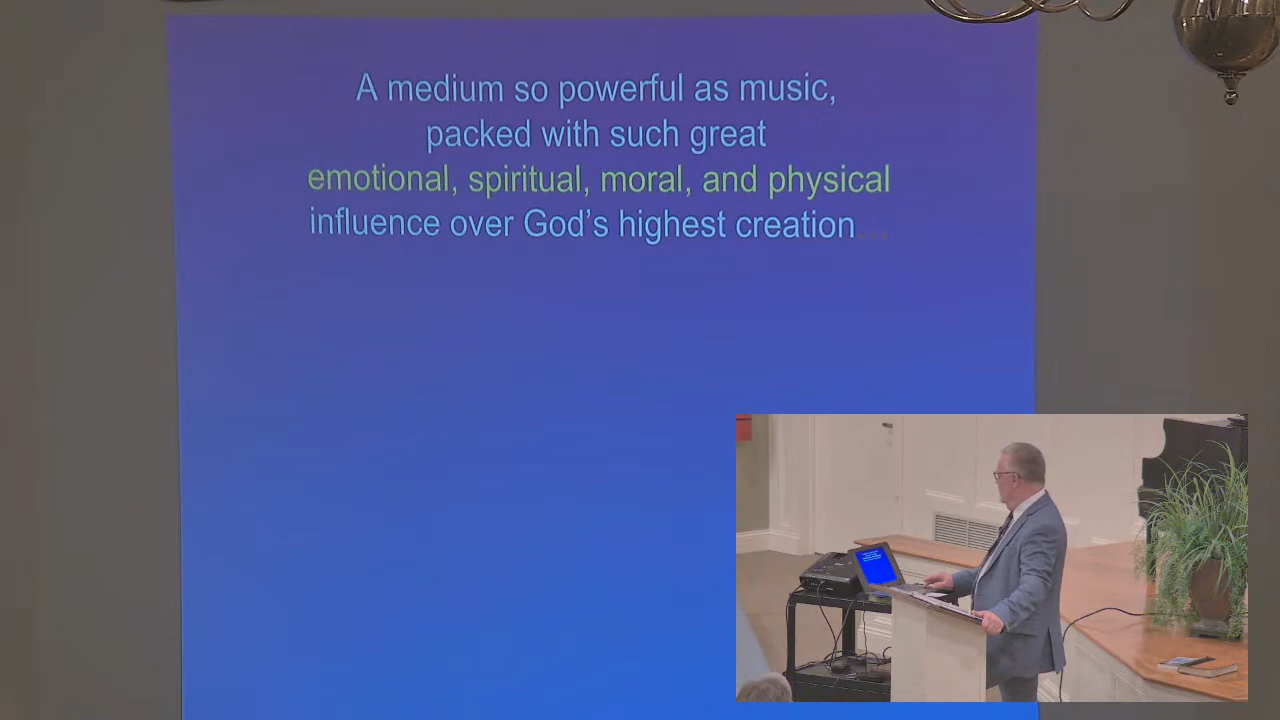 A medium so powerful as music,
packed with such great
emotional, spiritual, moral, and physical
influence over God’s highest creation…